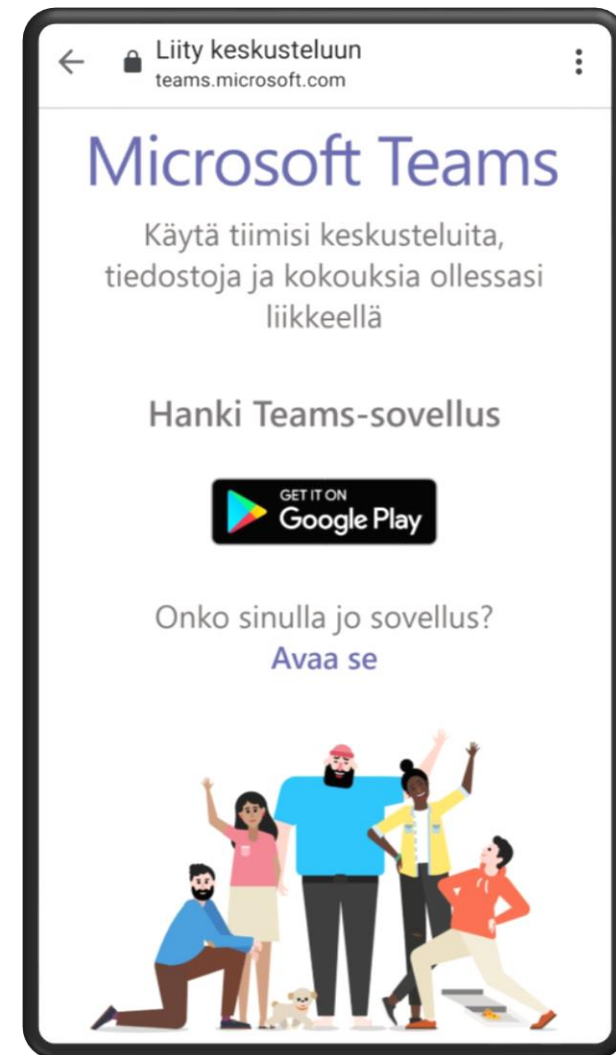 Liity keskusteluun
teams.microsoft.com
Microsoft Teams
Käytä tiimisi keskusteluita,
tiedostoja ja kokouksia ollessasi
liikkeellä
Hanki Teams-sovellus
GET IT ON
Google Play
Onko sinulla jo sovellus?
Avaa se